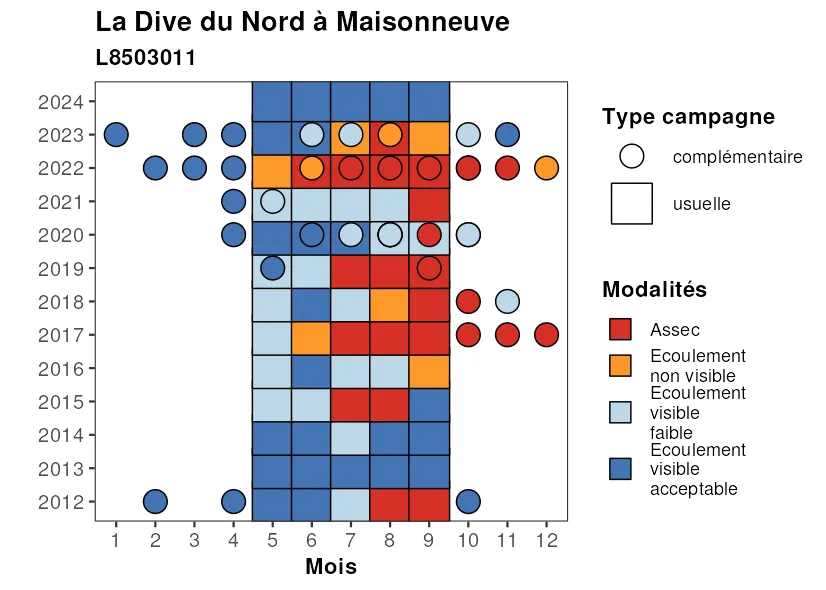 La Dive du Nord à Maisonneuve
L8503011
2024
2023
2022
2021
2020
2019
2018
2017
2016
2015
2014
2013
2012
1 2 3 4 5 6 7 8 9 10 11 12
Mois
Type campagne
complémentaire
usuelle
Modalités
Assec
Ecoulement
non visible
Ecoulement
visible
faible
Ecoulement
visible
acceptable